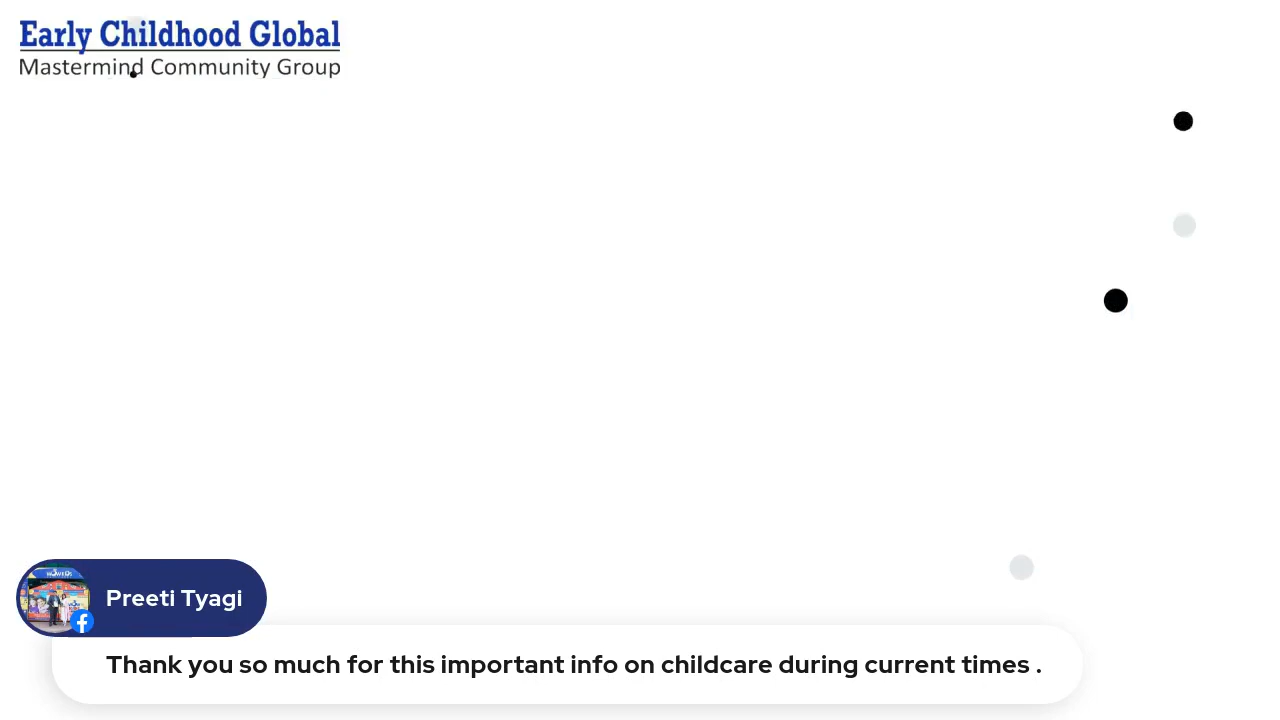 Early Childhood Global
Mastermind Community Group
Preeti Tyagi
Thank you so much for this important info on childcare during current times .